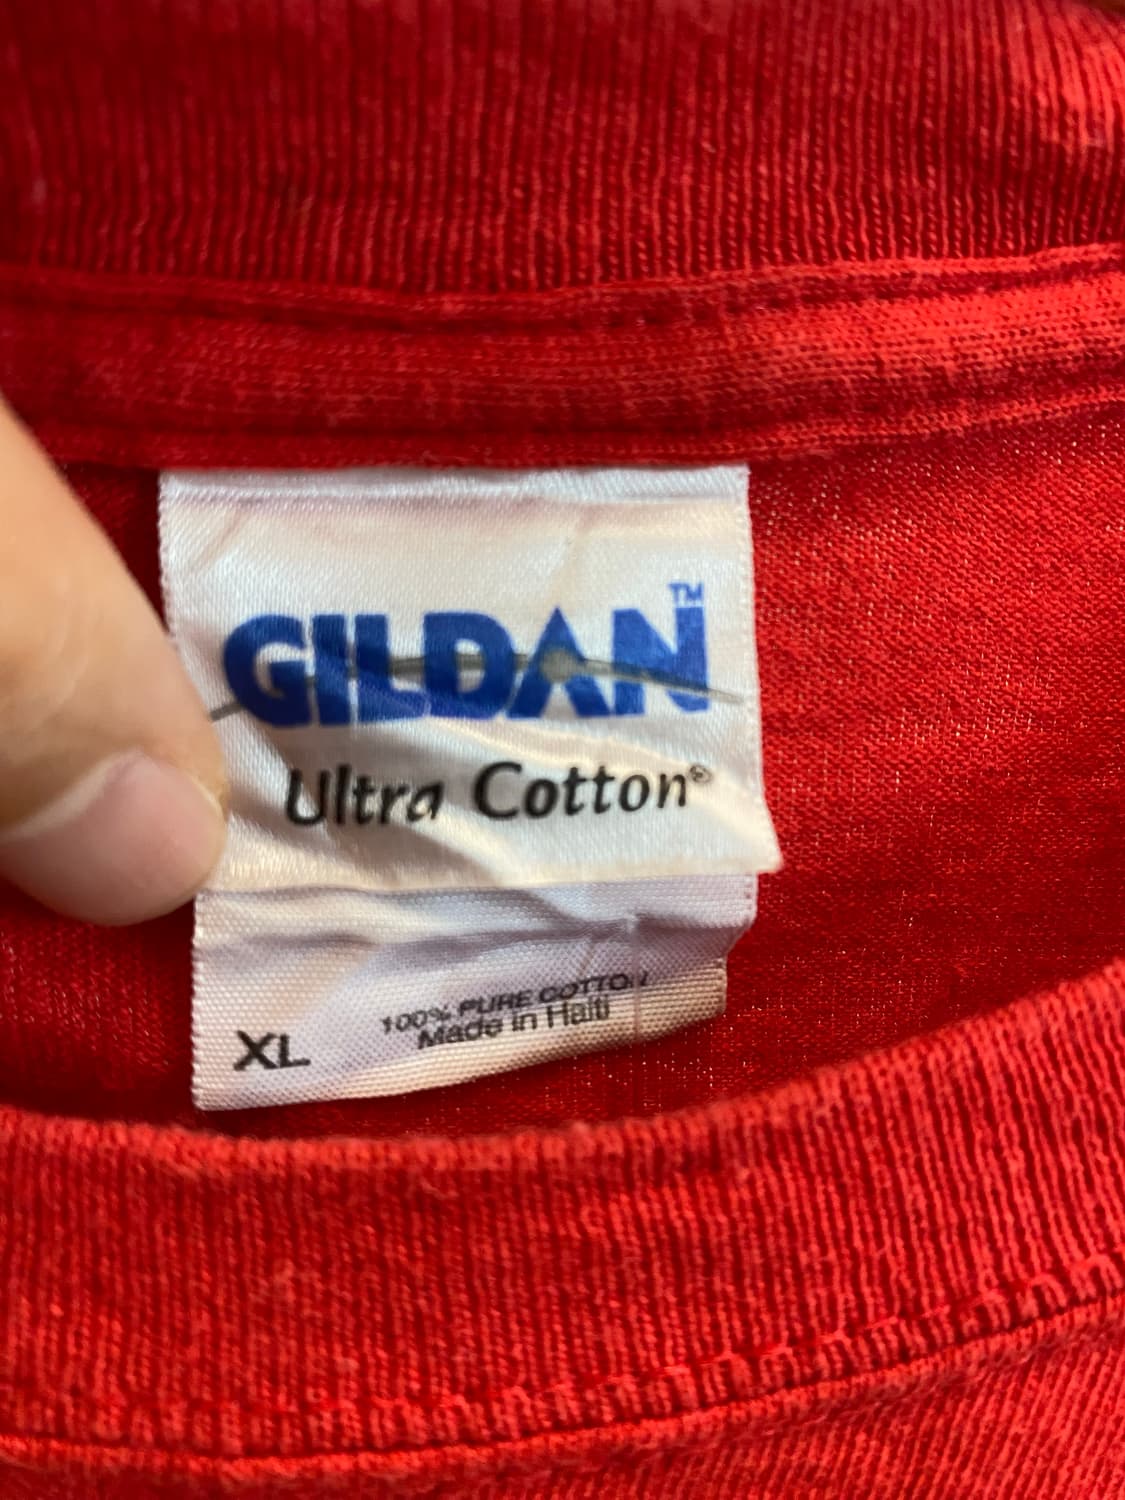 GILDAN™
Ultra Cotton®
XL
100% PURE COTTON
Made in Haiti